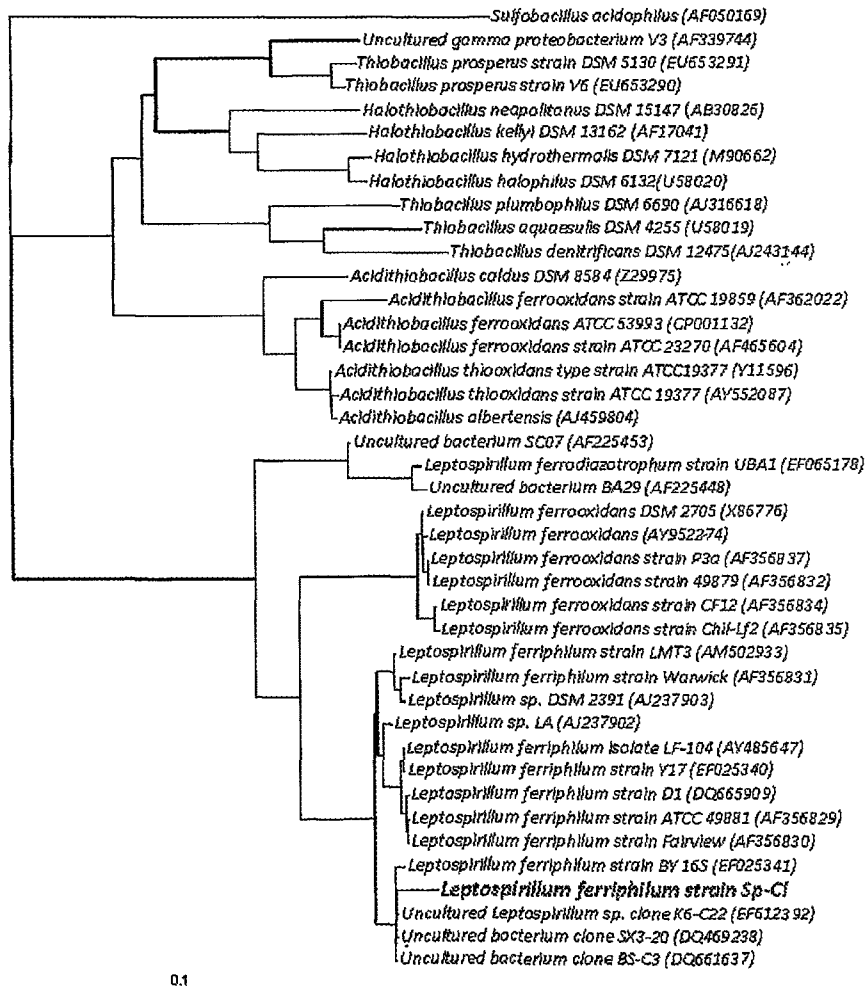 Sulfobacillus acidophilus (AF050169)
Uncultured gamma proteobacterium V3 (AF339744)
Thiobacillus prosperus strain DSM 5130 (EU653291)
Thiobacillus prosperus strain V6 (EU653290)
Halothiobacillus neapolitanus DSM 15147 (AB30826)
Halothiobacillus kellyi DSM 13162 (AF17041)
Halothiobacillus hydrothermalis DSM 7121 (M90662)
Halothiobacillus halophilus DSM 6132(U58020)
Thiobacillus plumbophilus DSM 6690 (AJ316618)
Thiobacillus aquaesulis DSM 4255 (U58019)
Thiobacillus denitrificans DSM 12475(AJ243144)
Acidithiobacillus caldus DSM 8584 (Z29975)
Acidithiobacillus ferrooxidans strain ATCC 19859 (AF362022)
Acidithiobacillus ferrooxidans ATCC 53993 (CP001132)
Acidithiobacillus ferrooxidans strain ATCC 23270 (AF465604)
Acidithiobacillus thiooxidans type strain ATCC19377 (Y11596)
Acidithiobacillus thiooxidans strain ATCC 19377 (AY552087)
Acidithiobacillus albertensis (AJ459804)
Uncultured bacterium SC07 (AF225453)
Leptospirillum ferrodiazotrophum strain UBA1 (EF065178)
Uncultured bacterium BA29 (AF225448)
Leptospirillum ferrooxidans DSM 2705 (X86776)
Leptospirillum ferrooxidans (AY952274)
Leptospirillum ferrooxidans strain P3a (AF356837)
Leptospirillum ferrooxidans strain 49879 (AF356832)
Leptospirillum ferrooxidans strain CF12 (AF356834)
Leptospirillum ferrooxidans strain Chil-Lf2 (AF356835)
Leptospirillum ferriphilum strain LMT3 (AM502933)
Leptospirillum ferriphilum strain Warwick (AF356831)
Leptospirillum sp. DSM 2391 (AJ237903)
Leptospirillum sp. LA (AJ237902)
Leptospirillum ferriphilum isolate LF-104 (AY485647)
Leptospirillum ferriphilum strain Y17 (EF025340)
Leptospirillum ferriphilum strain D1 (DQ665909)
Leptospirillum ferriphilum strain ATCC 49881 (AF356829)
Leptospirillum ferriphilum strain Fairview (AF356830)
Leptospirillum ferriphilum strain BY 16S (EF025341)
Leptospirillum ferriphilum strain Sp-Cl
Uncultured Leptospirillum sp. clone K6-C22 (EF612392)
Uncultured bacterium clone SX3-20 (DQ469238)
Uncultured bacterium clone BS-C3 (DQ661637)
0.1